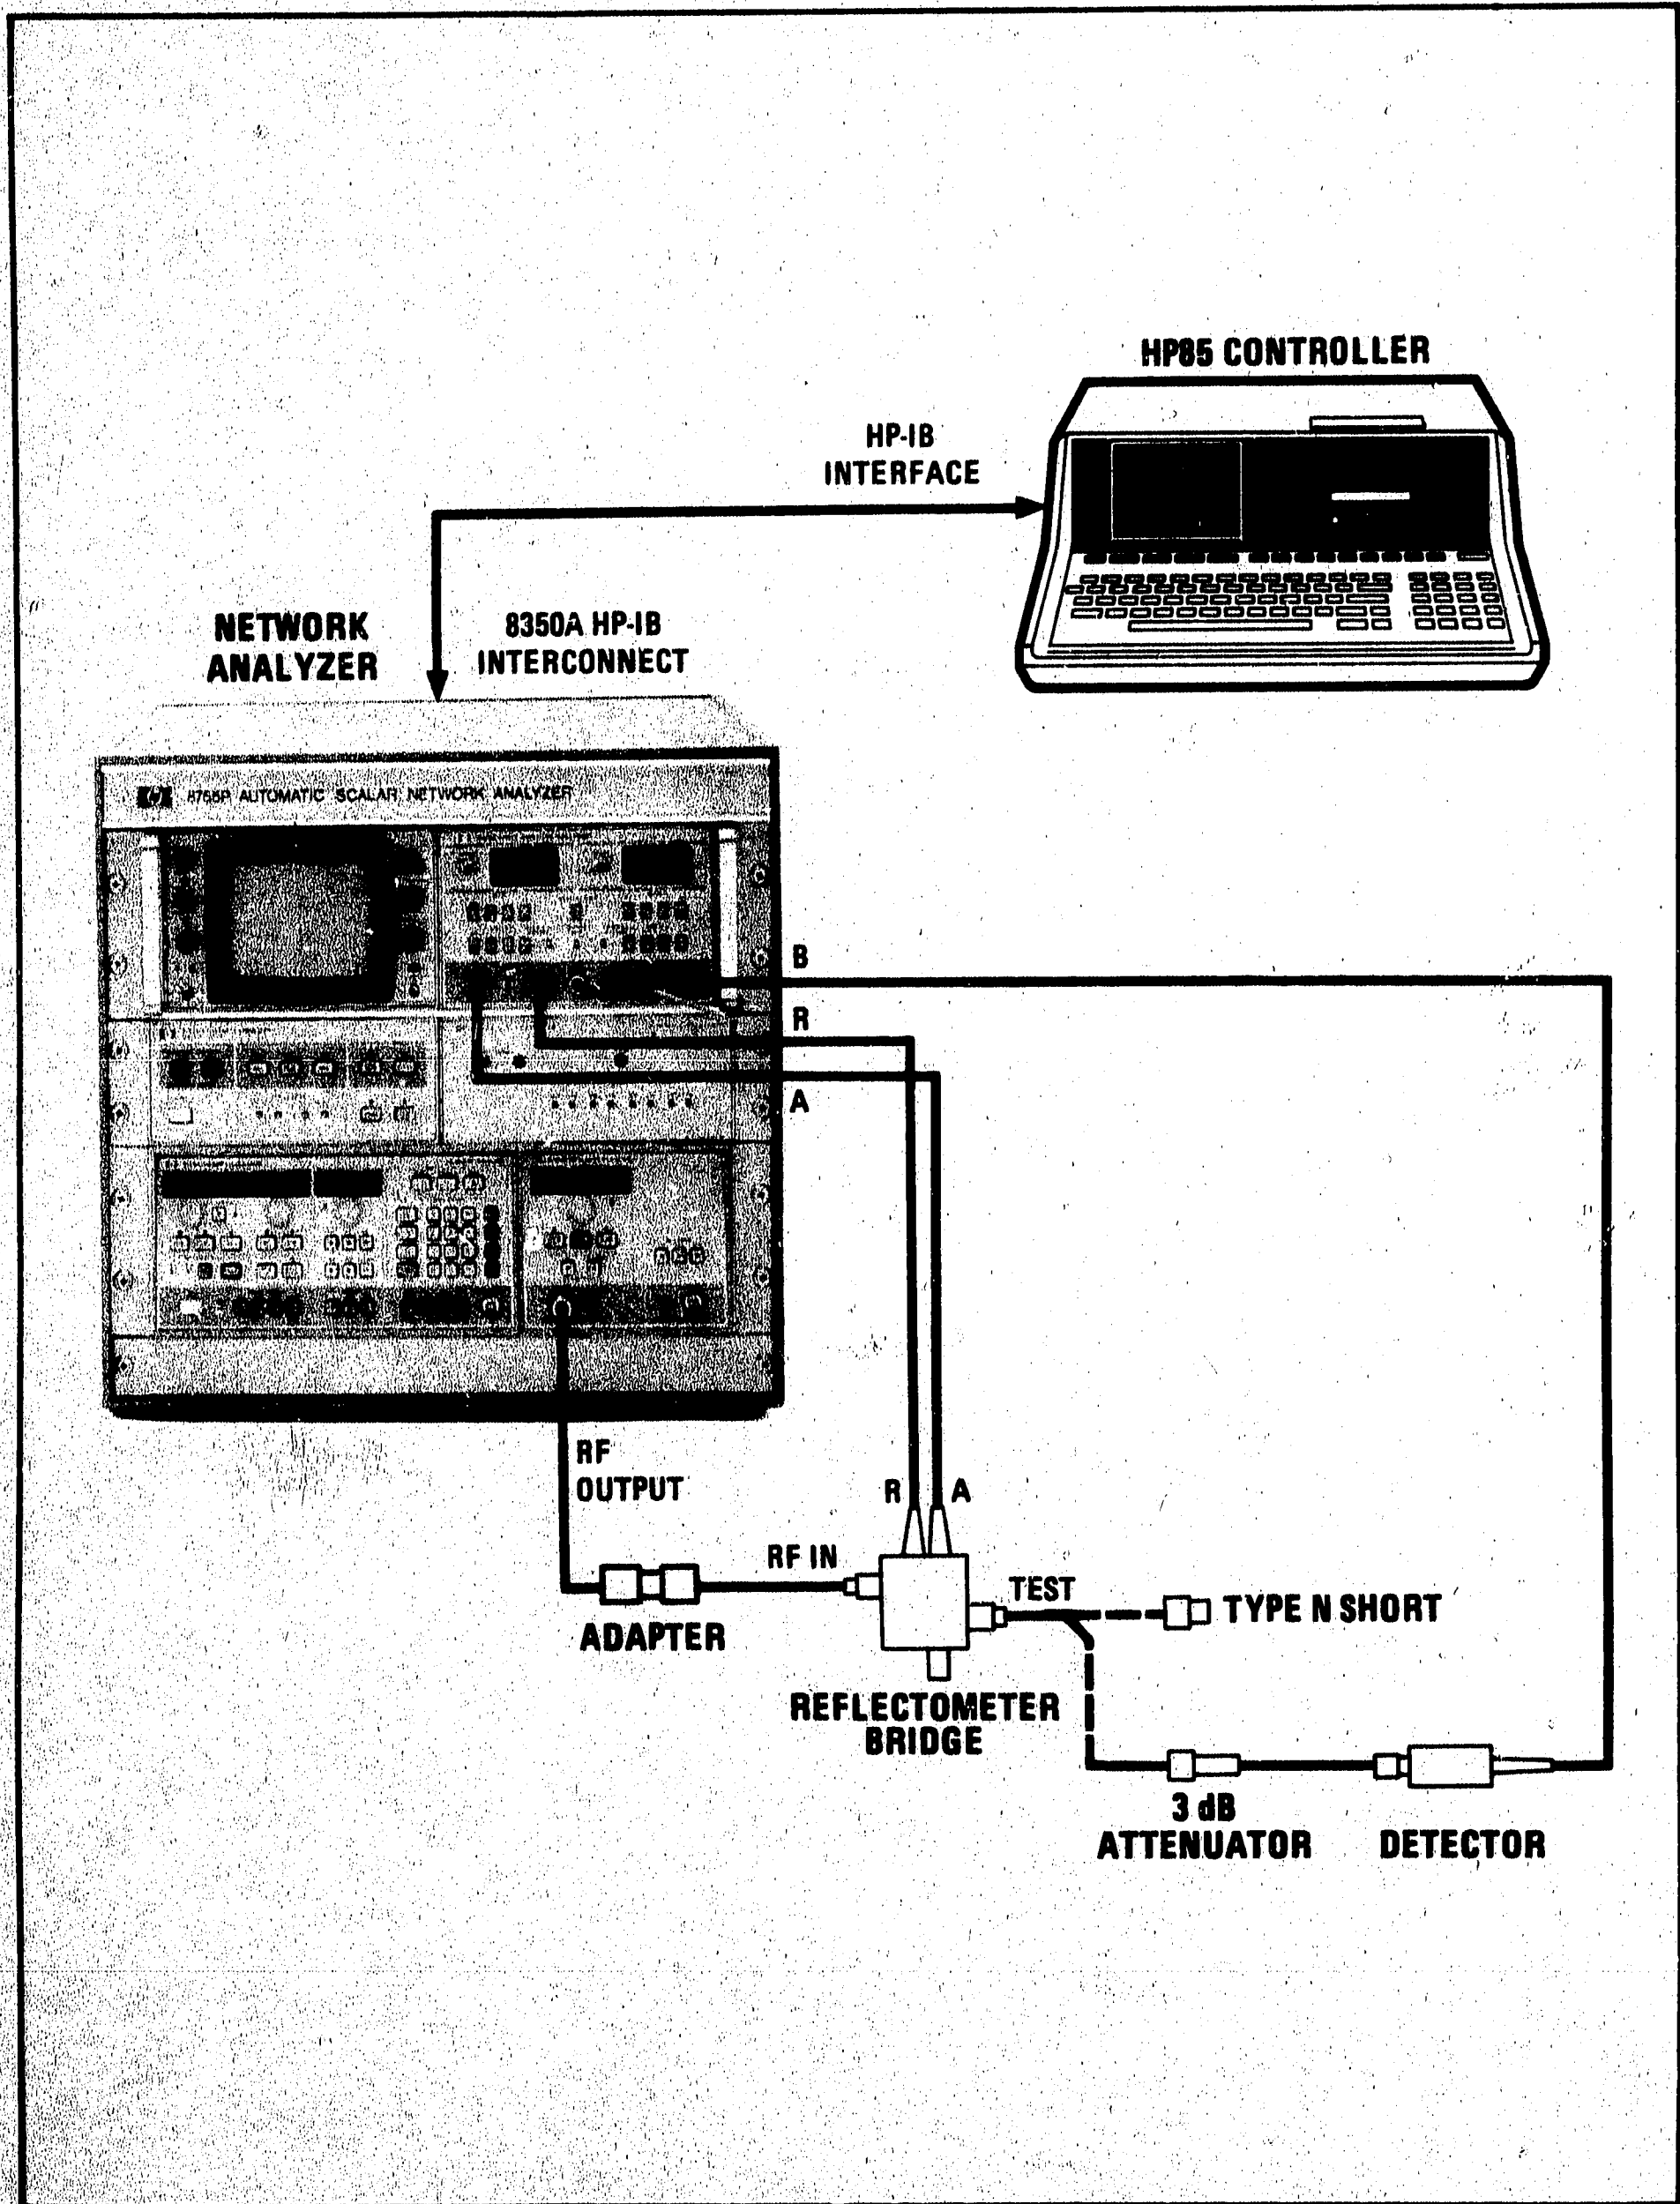 HP85 CONTROLLER
HP-IB
INTERFACE
NETWORK
ANALYZER
8350A HP-IB
INTERCONNECT
AUTOMATIC SCALAR NETWORK ANALYZER
B
R
A
RF
OUTPUT
R A
RF IN
TEST
TYPE N SHORT
ADAPTER
REFLECTOMETER
BRIDGE
3 dB
ATTENUATOR
DETECTOR